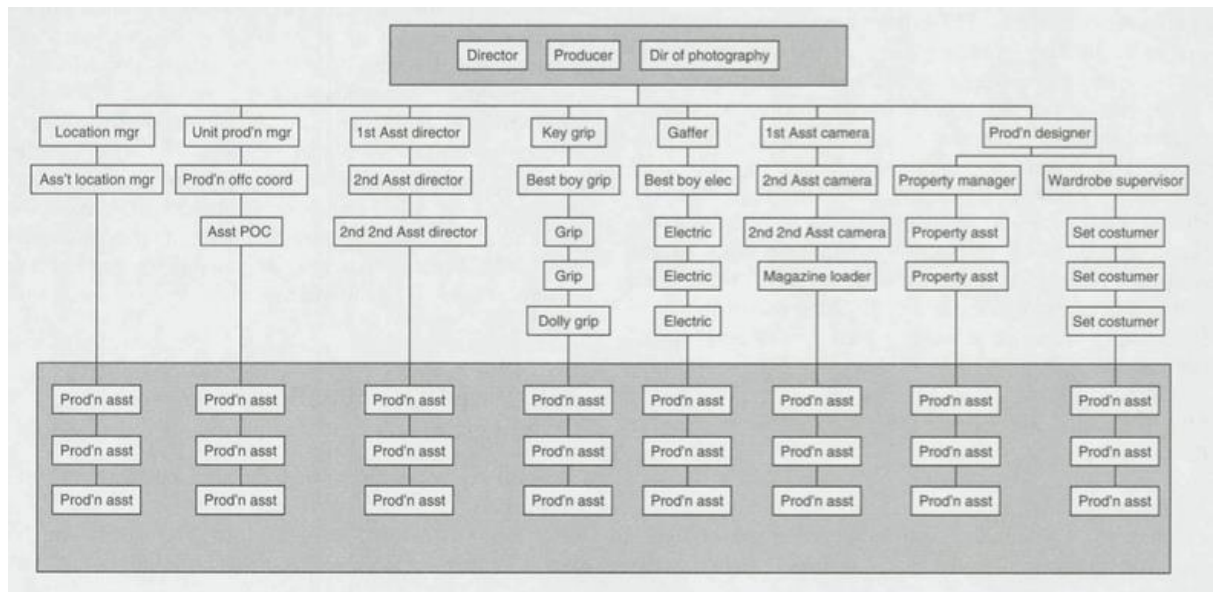 Director Producer Dir of photography
Location mgr Unit prod'n mgr 1st Asst director Key grip Gaffer 1st Asst camera Prod'n designer
Ass't location mgr Prod'n offc coord 2nd Asst director Best boy grip Best boy elec 2nd Asst camera Property manager Wardrobe supervisor
Asst POC 2nd 2nd Asst director Grip Electric 2nd 2nd Asst camera Property asst Set costumer
Grip Electric Magazine loader Property asst Set costumer
Dolly grip Electric Set costumer
Prod'n asst Prod'n asst Prod'n asst Prod'n asst Prod'n asst Prod'n asst Prod'n asst Prod'n asst
Prod'n asst Prod'n asst Prod'n asst Prod'n asst Prod'n asst Prod'n asst Prod'n asst Prod'n asst
Prod'n asst Prod'n asst Prod'n asst Prod'n asst Prod'n asst Prod'n asst Prod'n asst Prod'n asst